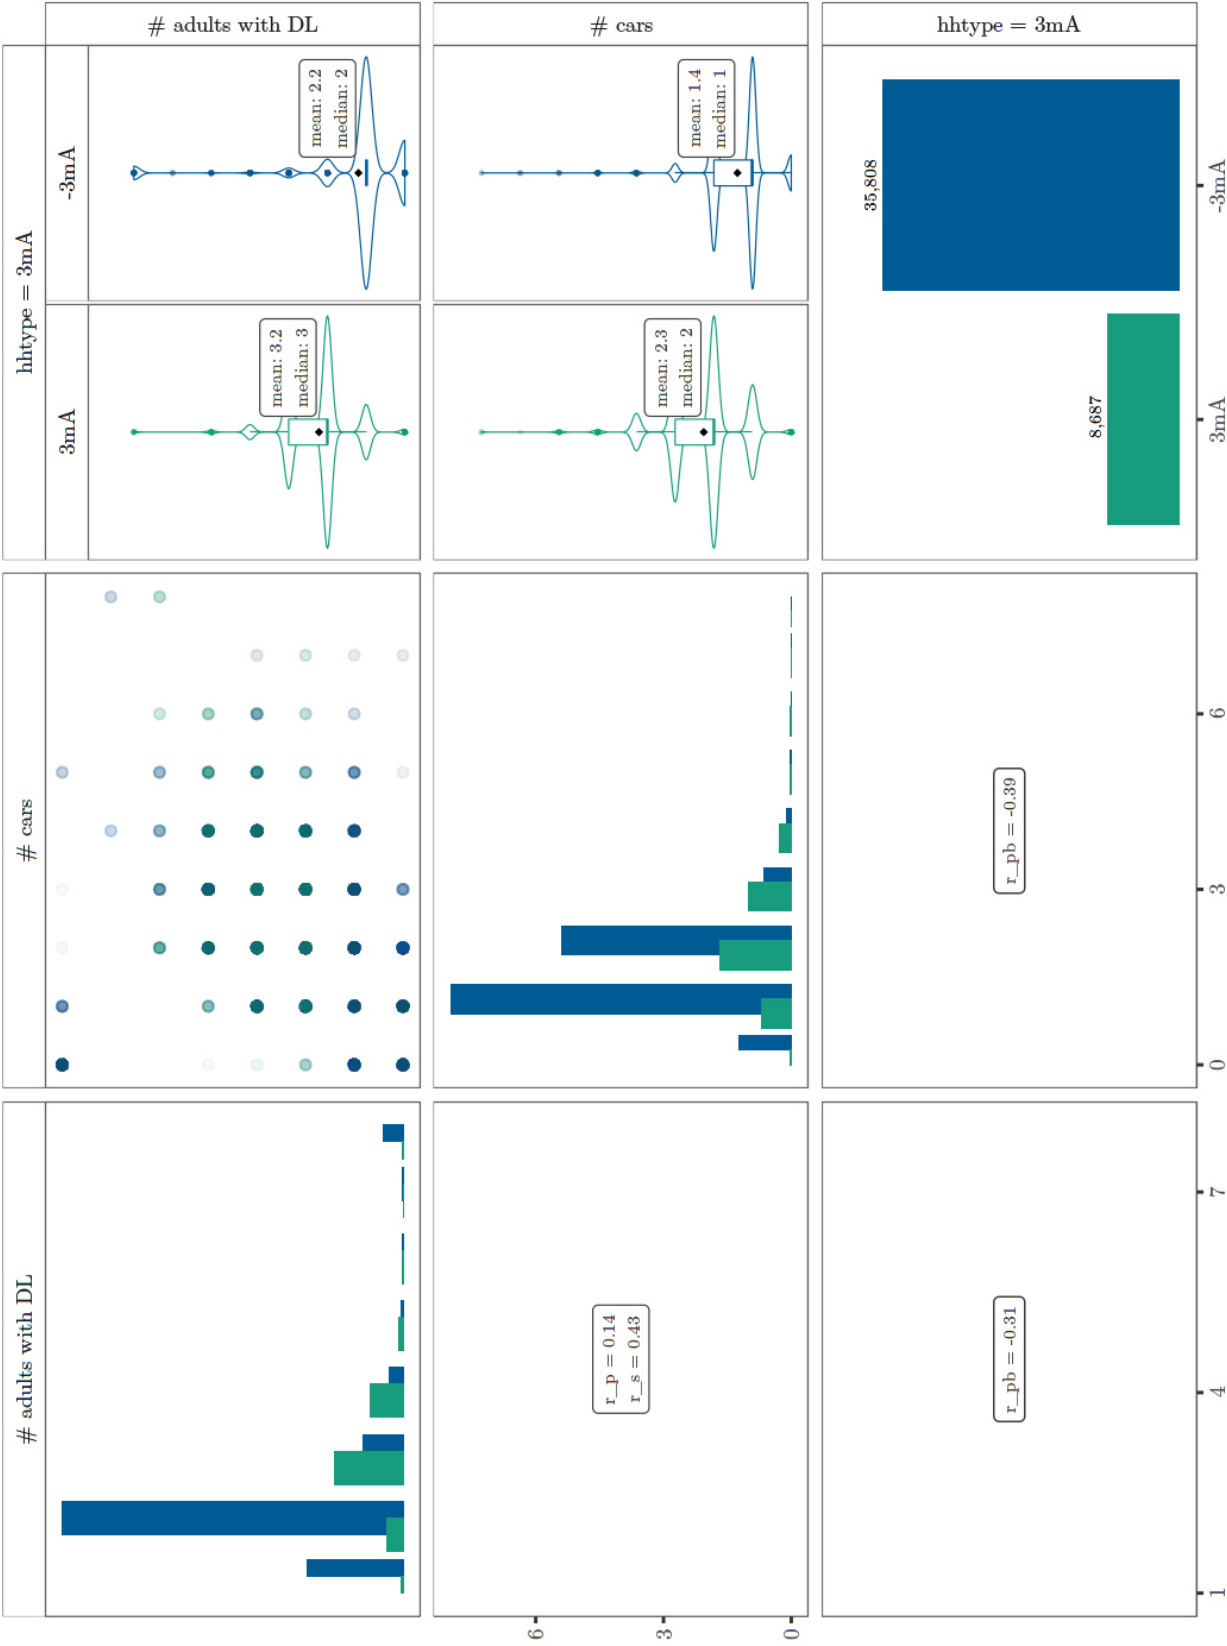 # adults with DL
# cars
hhtype = 3mA
3mA
-3mA
# adults with DL
mean: 3.2
median: 3
mean: 2.2
median: 2
# cars
r_p = 0.14
r_s = 0.43
mean: 2.3
median: 2
mean: 1.4
median: 1
6
3
0
hhtype = 3mA
r_pb = -0.31
r_pb = -0.39
8,687
35,808
1
4
7
0
3
6
3mA
-3mA